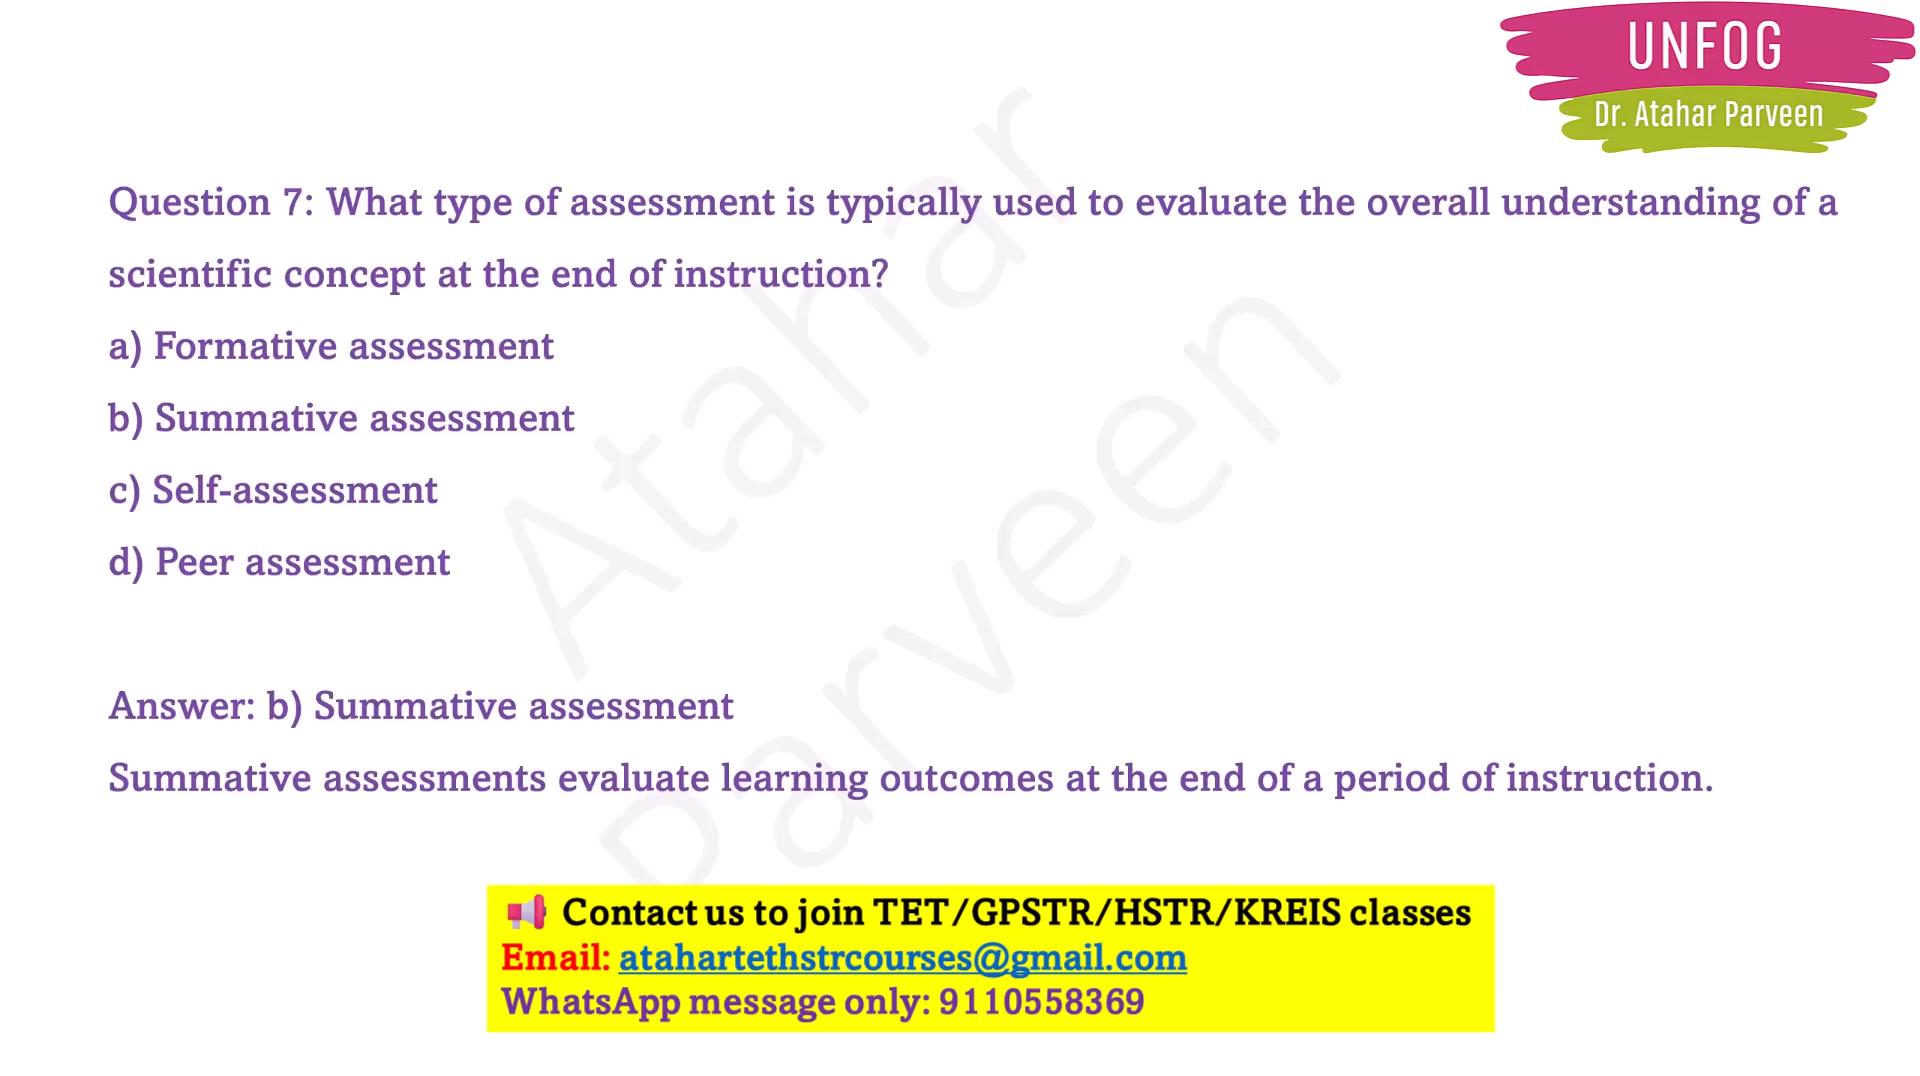 UNFOG
Dr. Atahar Parveen
Question 7: What type of assessment is typically used to evaluate the overall understanding of a
scientific concept at the end of instruction?
a) Formative assessment
b) Summative assessment
c) Self-assessment
d) Peer assessment
Answer: b) Summative assessment
Summative assessments evaluate learning outcomes at the end of a period of instruction.
Atahar
Parveen
📢 Contact us to join TET/GPSTR/HSTR/KREIS classes
Email: atahartethstrcourses@gmail.com
WhatsApp message only: 9110558369